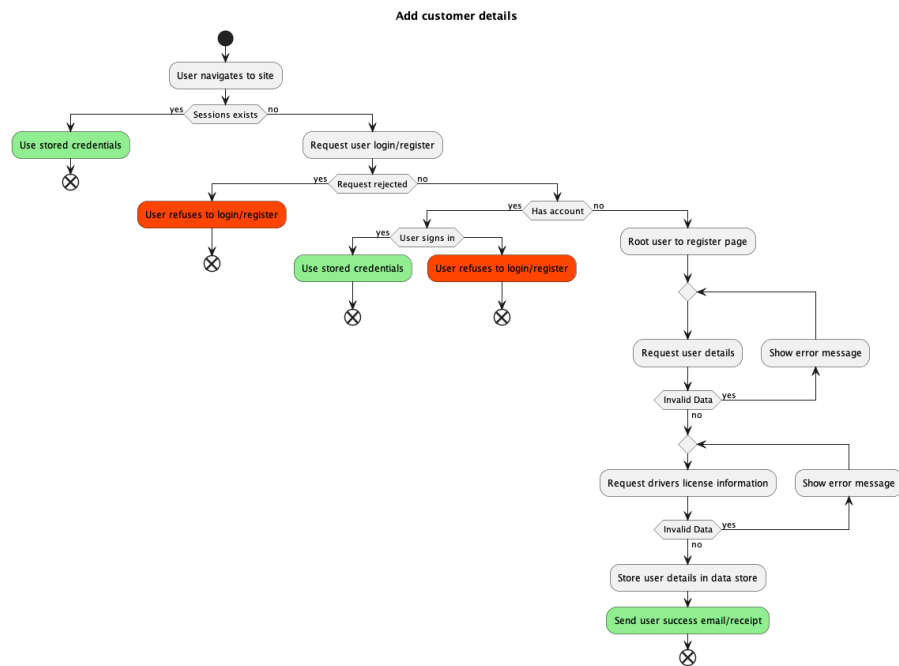 Add customer details
User navigates to site
yes
Sessions exists
no
Use stored credentials
Request user login/register
yes
Request rejected
no
User refuses to login/register
yes
Has account
no
yes
User signs in
Root user to register page
Use stored credentials
User refuses to login/register
Request user details
Show error message
Invalid Data
yes
no
Request drivers license information
Show error message
Invalid Data
yes
no
Store user details in data store
Send user success email/receipt